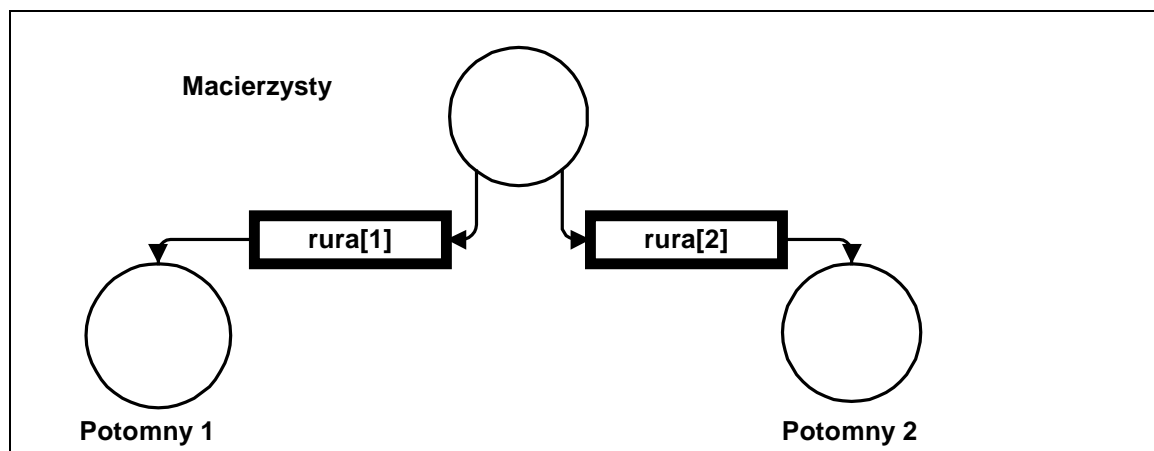 Macierzysty
rura[1]
rura[2]
Potomny 1
Potomny 2